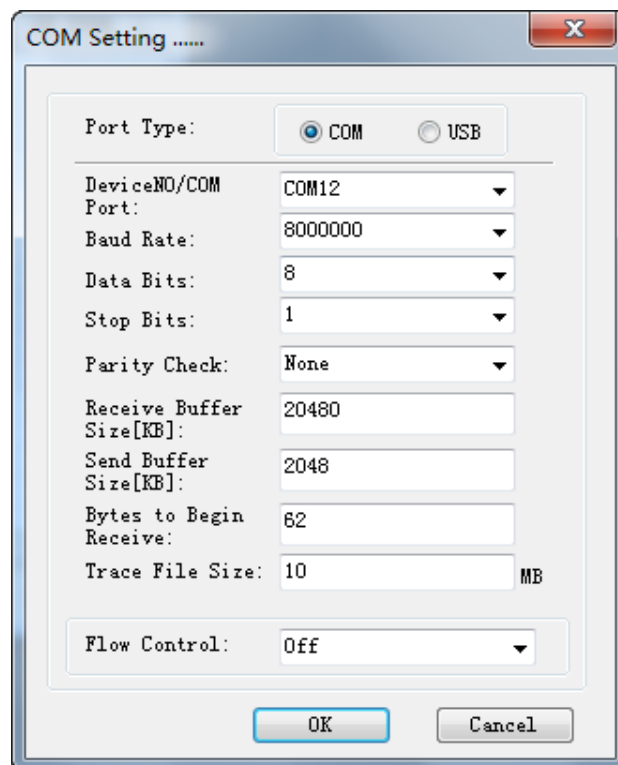 COM Setting ......
Port Type:
COM
USB
DeviceNO/COM
Port:
COM12
Baud Rate:
8000000
Data Bits:
8
Stop Bits:
1
Parity Check:
None
Receive Buffer
Size[KB]:
20480
Send Buffer
Size[KB]:
2048
Bytes to Begin
Receive:
62
Trace File Size:
10
MB
Flow Control:
Off
OK
Cancel